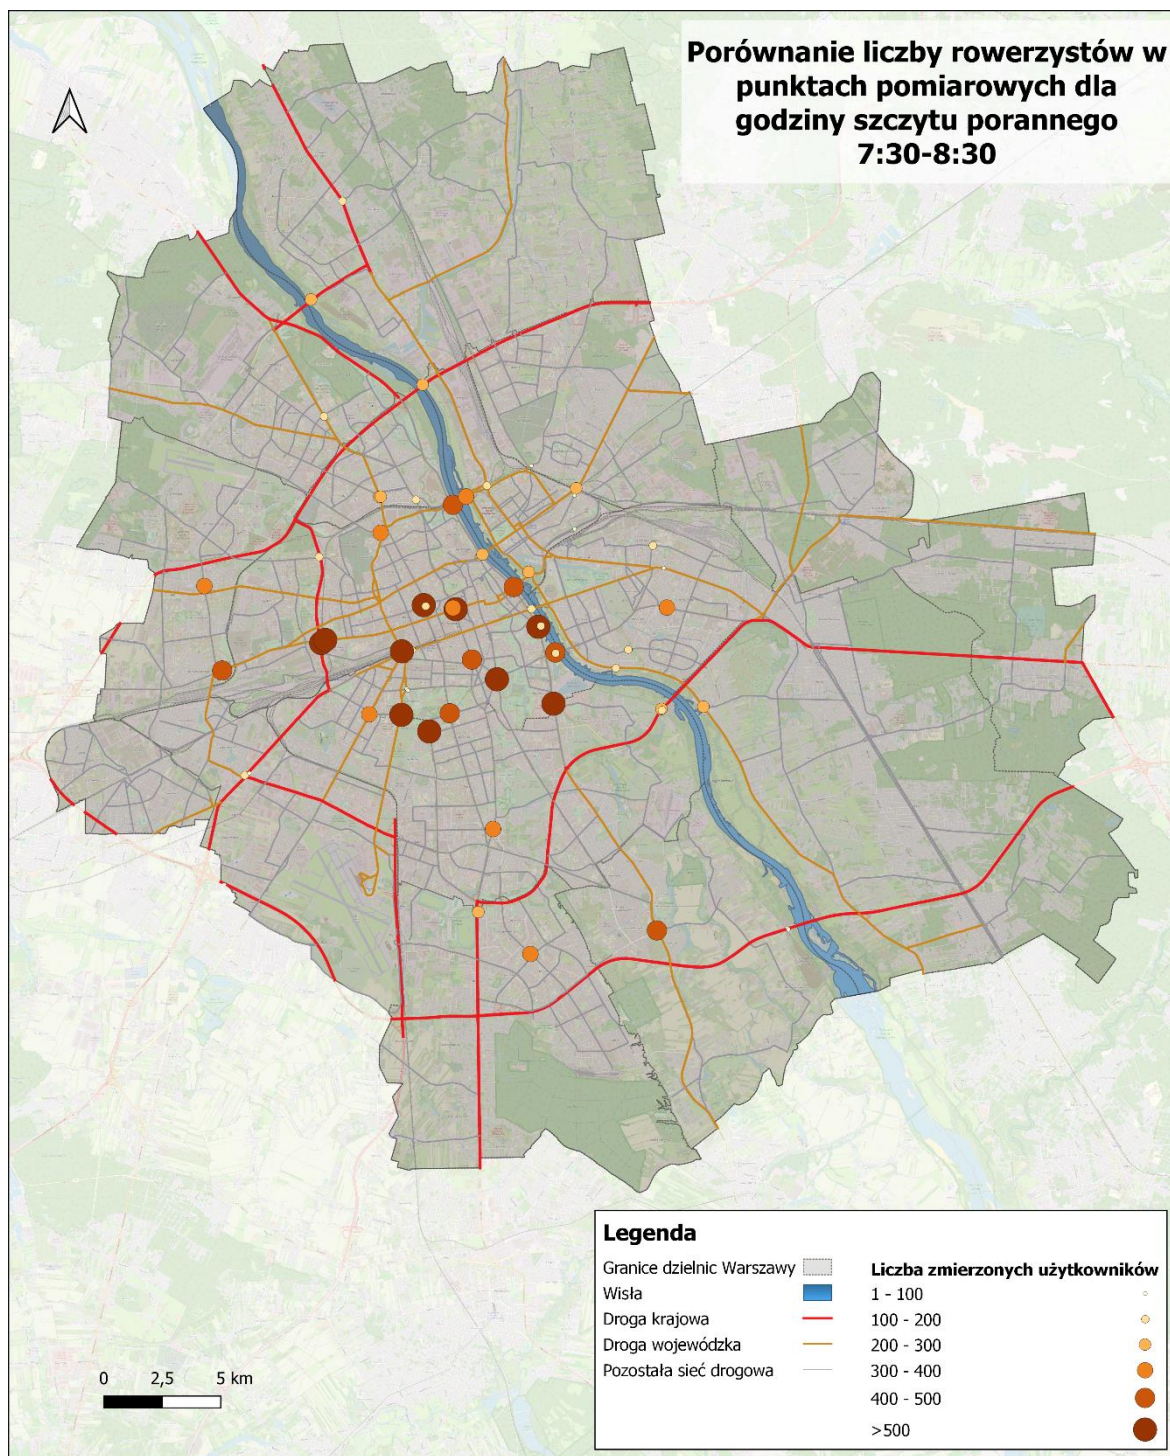 Porównanie liczby rowerzystów w
punktach pomiarowych dla
godziny szczytu porannego
7:30-8:30
Legenda
Granice dzielnic Warszawy
Wisła
Droga krajowa
Droga wojewódzka
Pozostała sieć drogowa
Liczba zmierzonych użytkowników
1 - 100
100 - 200
200 - 300
300 - 400
400 - 500
>500
0 2,5 5 km